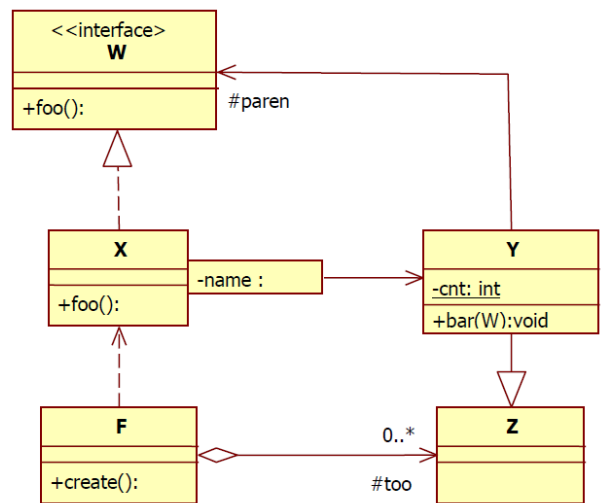 <<interface>
W
+foo():
#paren
X
-name :
+foo():
Y
-cnt: int
+bar(W):void
F
+create():
0..*
#too
Z